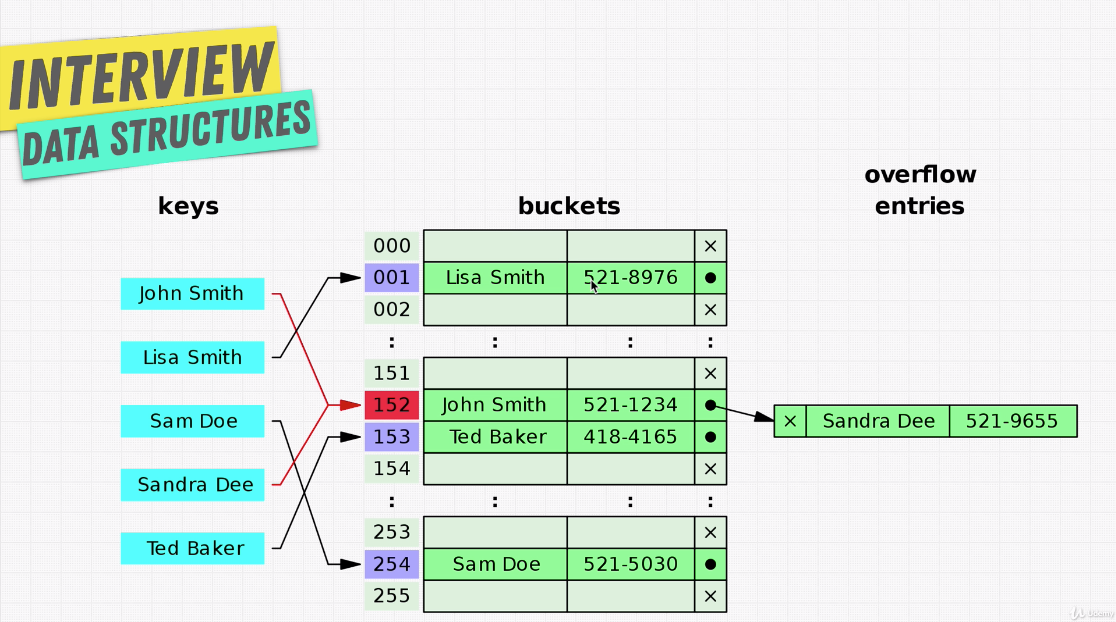 INTERVIEW
DATA STRUCTURES
keys
buckets
overflow
entries
John Smith
Lisa Smith
Sam Doe
Sandra Dee
Ted Baker
000 ×
001 Lisa Smith 521-8976 ●
002 ×
: : : :
151 ×
152 John Smith 521-1234 ●
153 Ted Baker 418-4165 ●
154 ×
: : : :
253 ×
254 Sam Doe 521-5030 ●
255 ×
× Sandra Dee 521-9655
Udemy